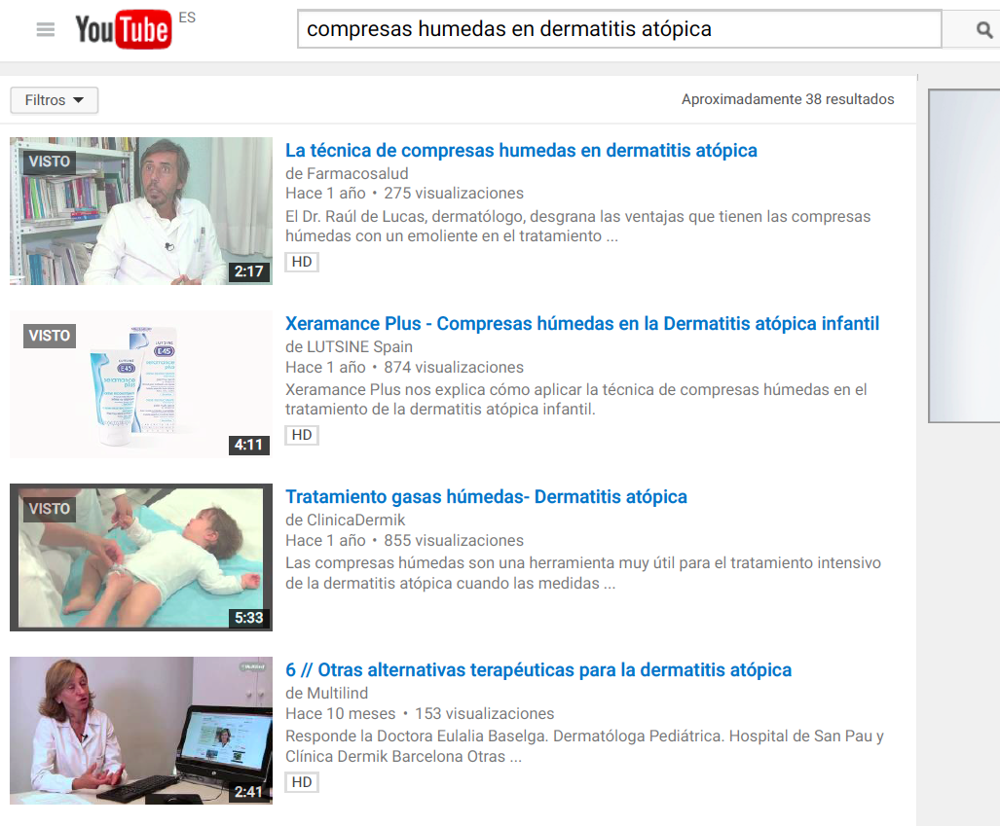 YouTube ES
compresas humedas en dermatitis atópica
Filtros
Aproximadamente 38 resultados
VISTO
2:17
La técnica de compresas humedas en dermatitis atópica
de Farmacosalud
Hace 1 año • 275 visualizaciones
El Dr. Raúl de Lucas, dermatólogo, desgrana las ventajas que tienen las compresas
húmedas con un emoliente en el tratamiento ...
HD
VISTO
LUTSINE
E45
xeramance
plus
4:11
Xeramance Plus - Compresas húmedas en la Dermatitis atópica infantil
de LUTSINE Spain
Hace 1 año • 874 visualizaciones
Xeramance Plus nos explica cómo aplicar la técnica de compresas húmedas en el
tratamiento de la dermatitis atópica infantil.
HD
VISTO
5:33
Tratamiento gasas húmedas- Dermatitis atópica
de ClinicaDermik
Hace 1 año • 855 visualizaciones
Las compresas húmedas son una herramienta muy útil para el tratamiento intensivo
de la dermatitis atópica cuando las medidas ...
Multilind
2:41
6 // Otras alternativas terapéuticas para la dermatitis atópica
de Multilind
Hace 10 meses • 153 visualizaciones
Responde la Doctora Eulalia Baselga. Dermatóloga Pediátrica. Hospital de San Pau y
Clínica Dermik Barcelona Otras ...
HD